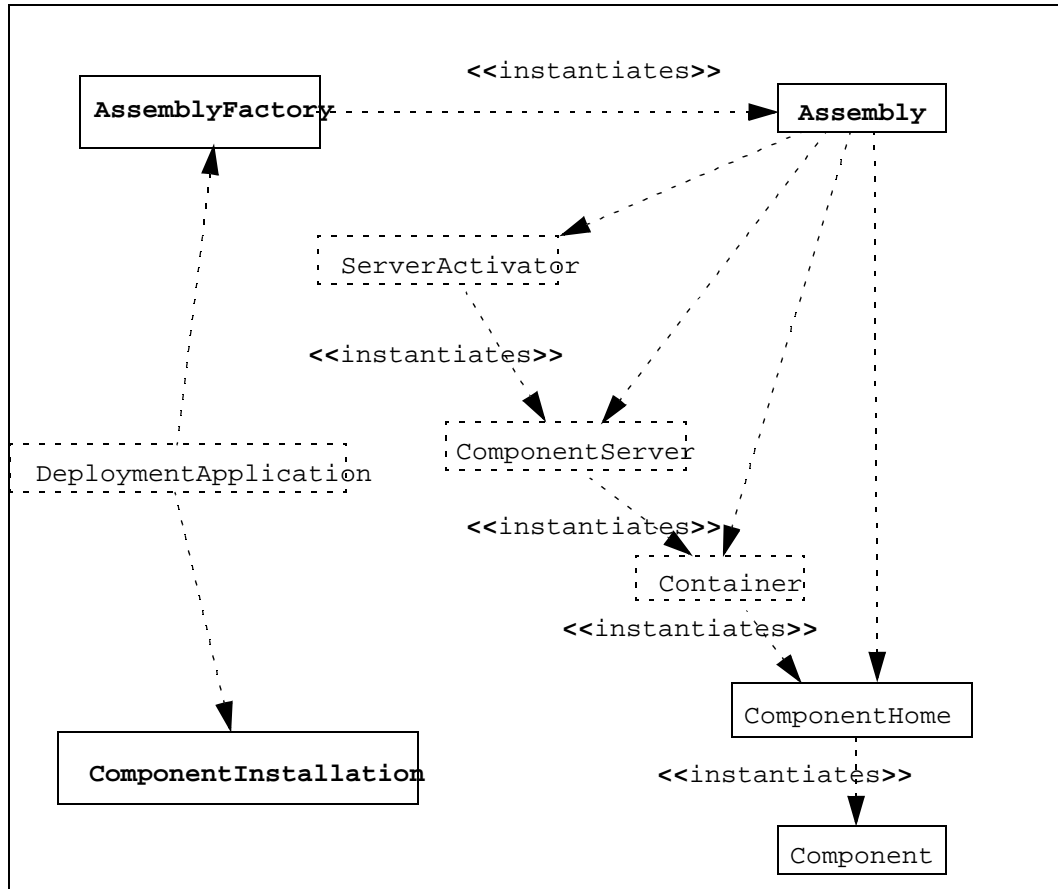 <<instantiates>>
AssemblyFactory
Assembly
ServerActivator
<<instantiates>>
ComponentServer
DeploymentApplication
<<instantiates>>
Container
<<instantiates>>
ComponentHome
ComponentInstallation
<<instantiates>>
Component